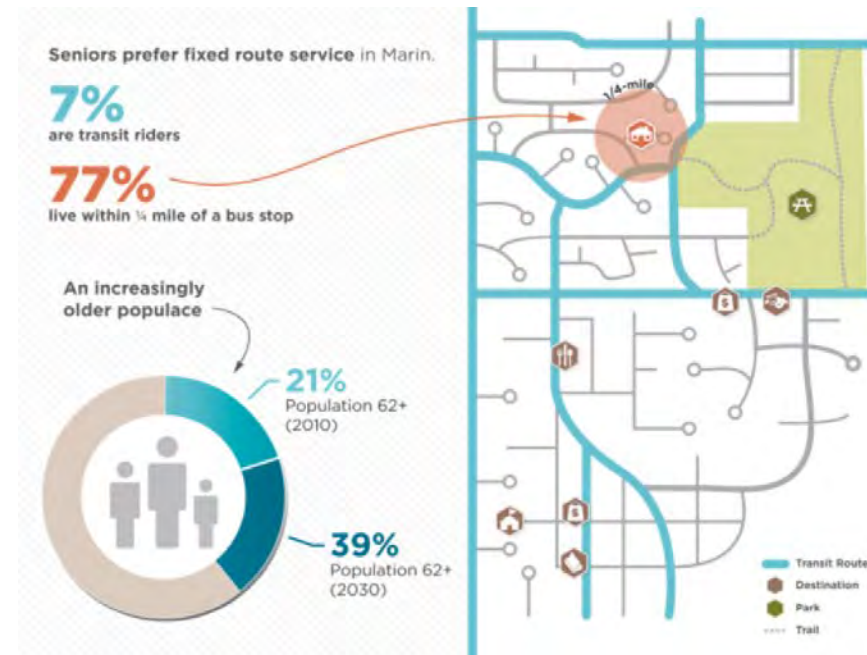 Seniors prefer fixed route service in Marin.
7%
are transit riders
77%
live within ¼ mile of a bus stop
1/4-mile
An increasingly
older populace
21%
Population 62+
(2010)
39%
Population 62+
(2030)
$
$
Transit Route
Destination
Park
Trail